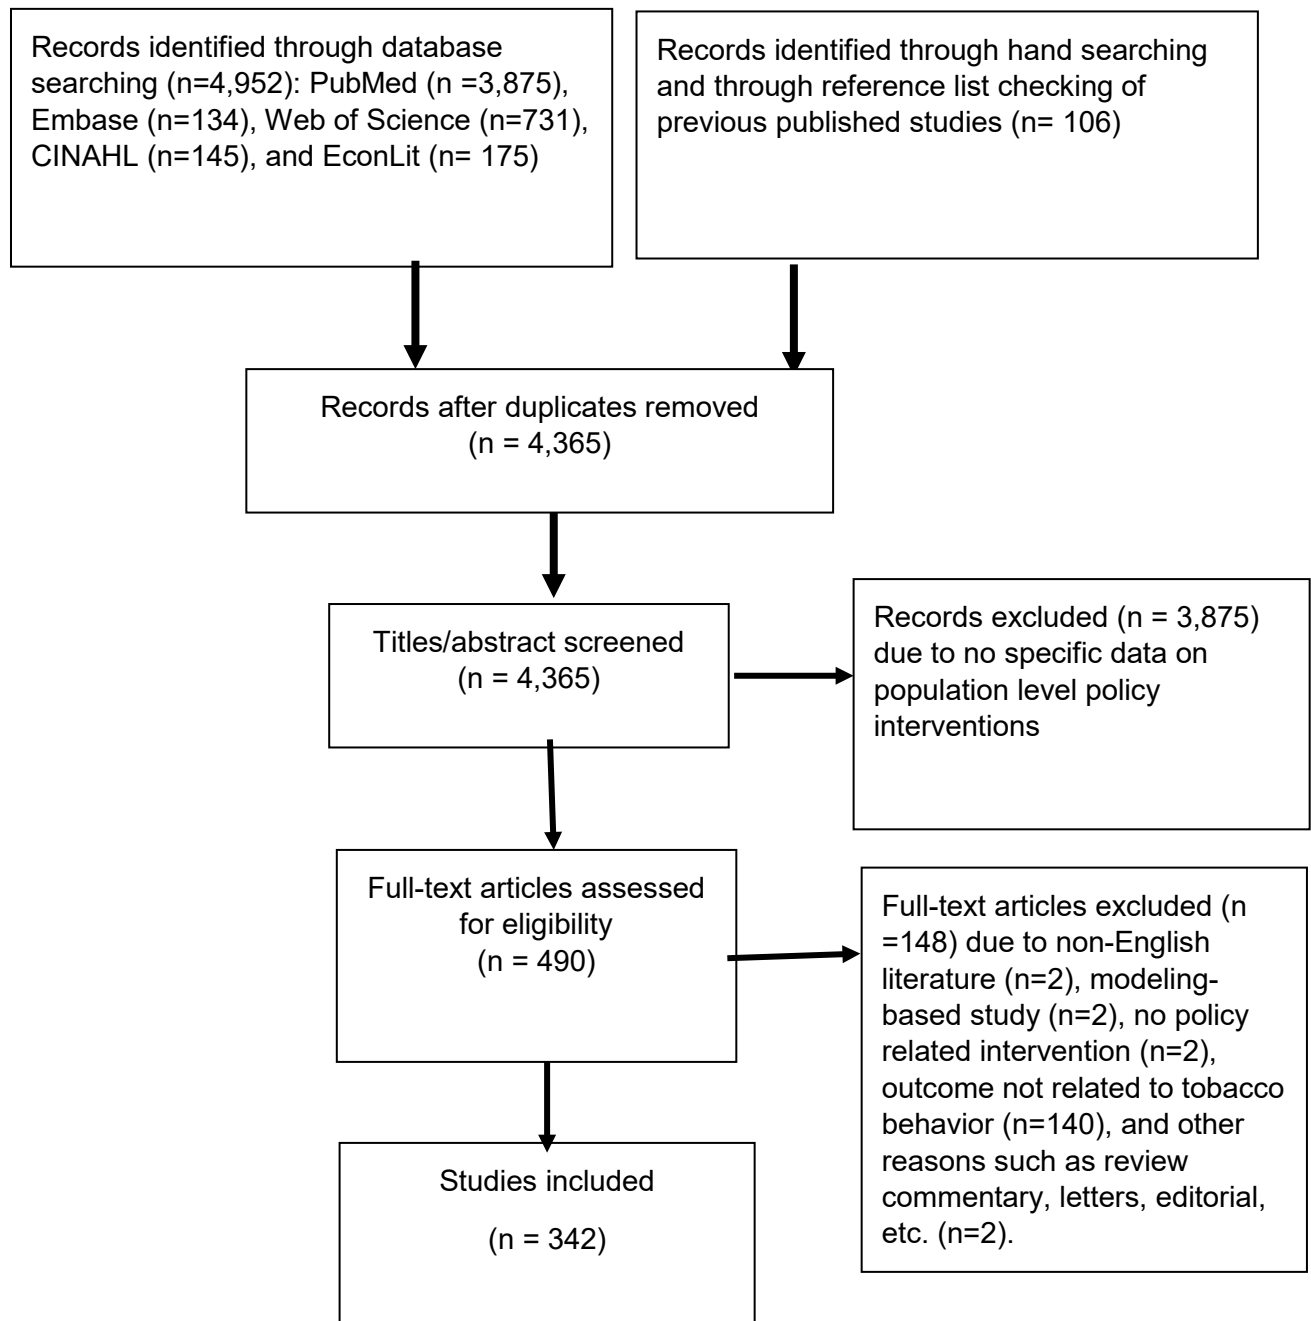 Records identified through database
searching (n=4,952): PubMed (n =3,875),
Embase (n=134), Web of Science (n=731),
CINAHL (n=145), and EconLit (n= 175)
Records identified through hand searching
and through reference list checking of
previous published studies (n= 106)
Records after duplicates removed
(n = 4,365)
Titles/abstract screened
(n = 4,365)
Records excluded (n = 3,875)
due to no specific data on
population level policy
interventions
Full-text articles assessed
for eligibility
(n = 490)
Full-text articles excluded (n
=148) due to non-English
literature (n=2), modeling-
based study (n=2), no policy
related intervention (n=2),
outcome not related to tobacco
behavior (n=140), and other
reasons such as review
commentary, letters, editorial,
etc. (n=2).
Studies included
(n = 342)